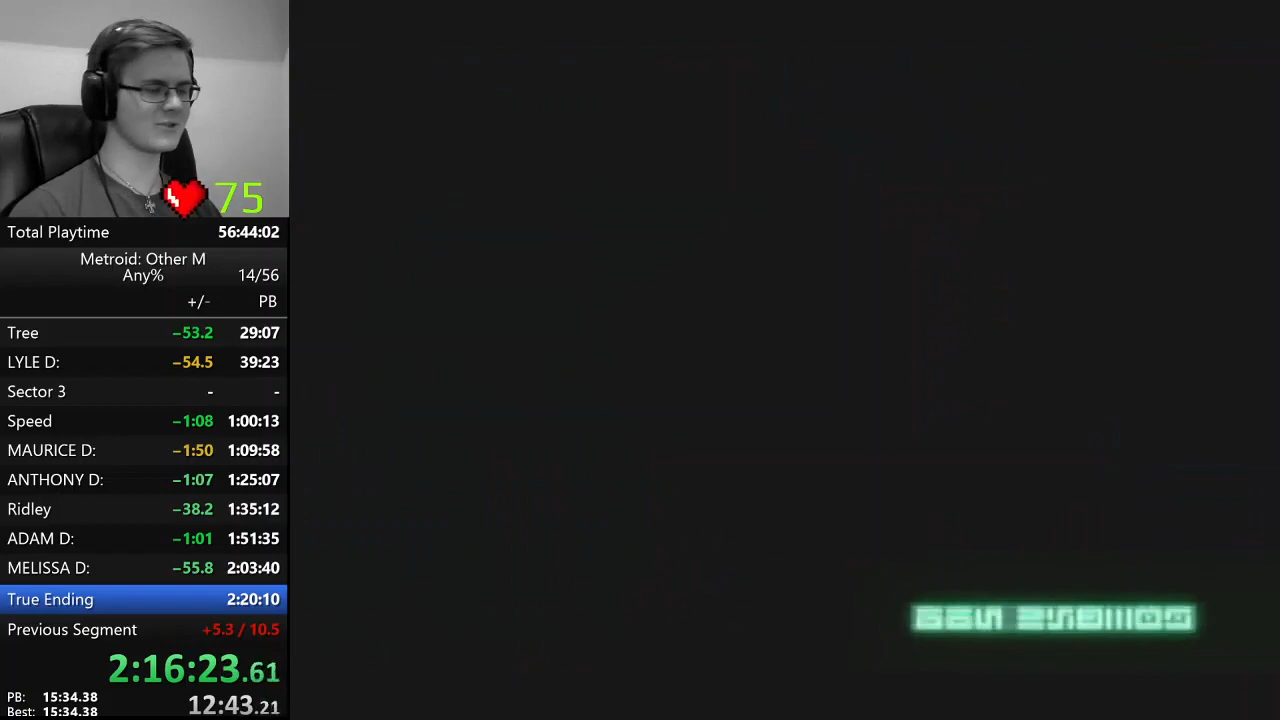 75
Total Playtime 56:44:02
Metroid: Other M
Any% 14/56
+/- PB
Tree −53.2 29:07
LYLE D: −54.5 39:23
Sector 3 - -
Speed −1:08 1:00:13
MAURICE D: −1:50 1:09:58
ANTHONY D: −1:07 1:25:07
Ridley −38.2 1:35:12
ADAM D: −1:01 1:51:35
MELISSA D: −55.8 2:03:40
True Ending 2:20:10
Previous Segment +5.3 / 10.5
2:16:23.61
PB: 15:34.38 12:43.21
Best: 15:34.38